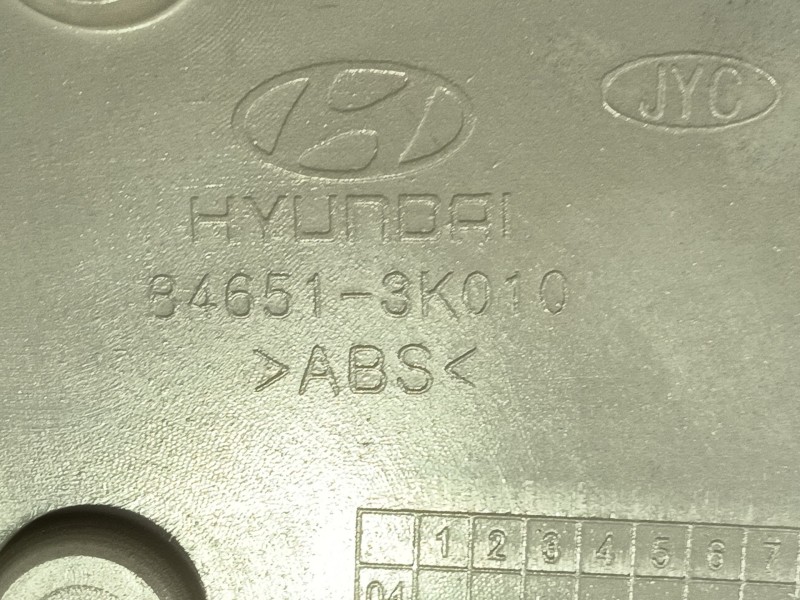 JYC
HYUNDAI
84651-3K010
>ABS<
1 2 3 4 5 6 7
04